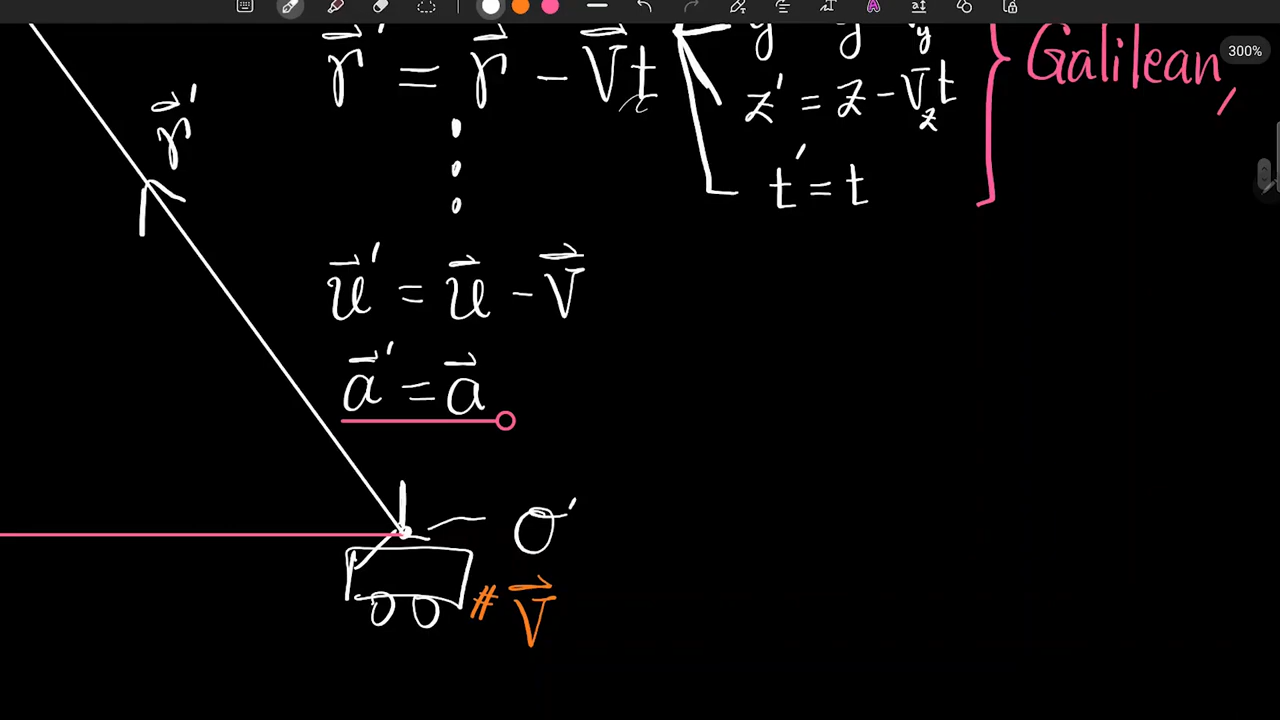 300%
r⃗′ = r⃗ − V⃗t
y y y
Galilean,
z′ = z − V_z t
r⃗′
t′ = t
u⃗′ = u⃗ − V⃗
a⃗′ = a⃗
O′
# V⃗